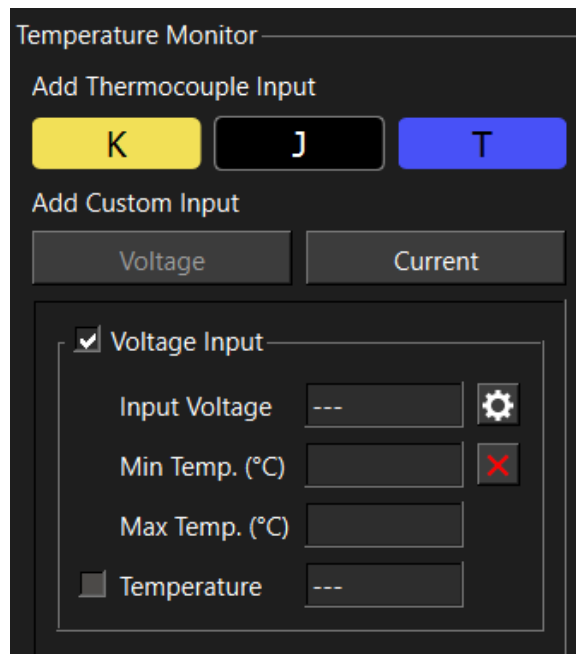 Temperature Monitor
Add Thermocouple Input
K J T
Add Custom Input
Voltage Current
Voltage Input
Input Voltage ---
Min Temp. (°C)
Max Temp. (°C)
Temperature ---